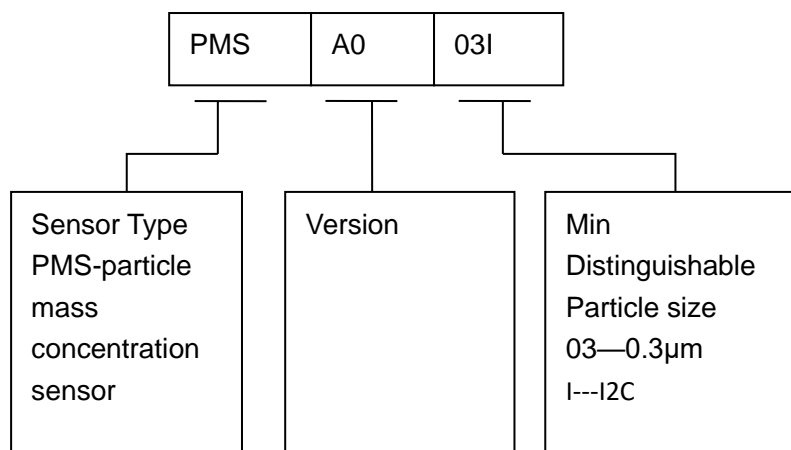 PMS A0 03I
Sensor Type
PMS-particle
mass
concentration
sensor
Version
Min
Distinguishable
Particle size
03—0.3μm
I---I2C